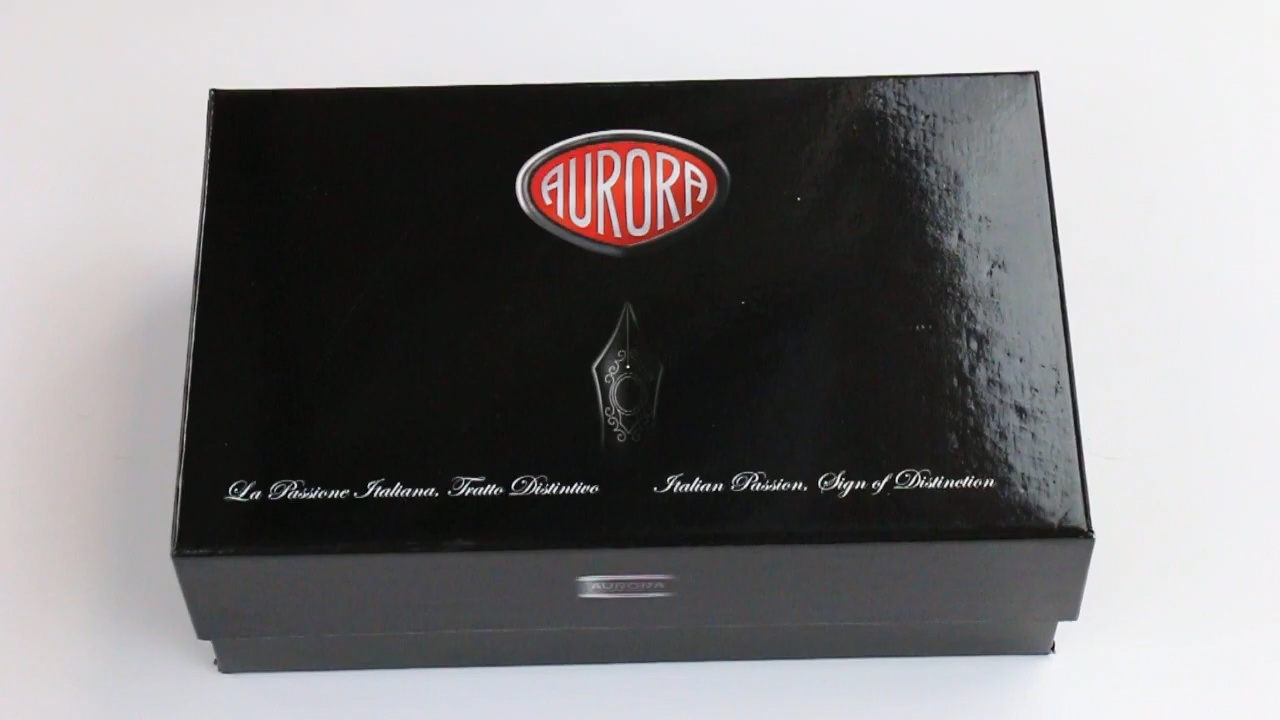 AURORA
La Passione Italiana, Tratto Distintivo
Italian Passion, Sign of Distinction
AURORA